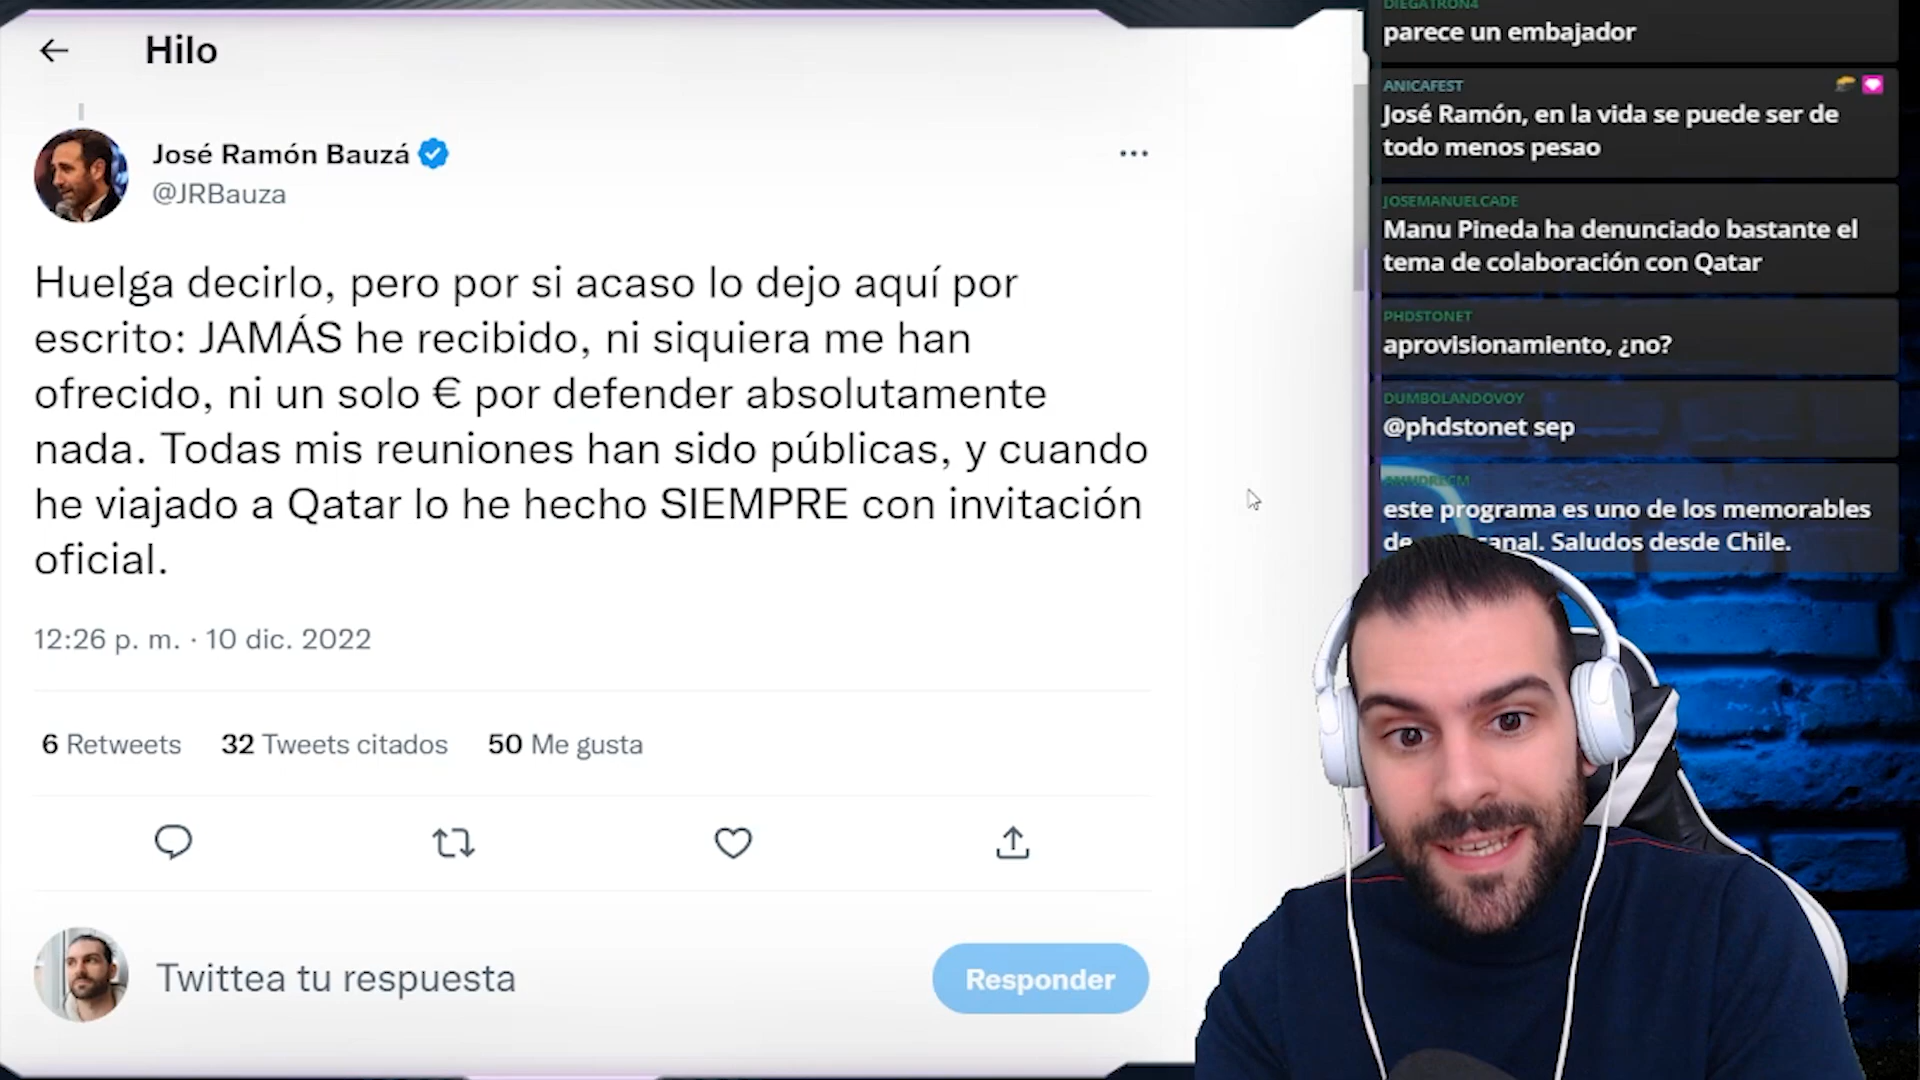 Hilo
José Ramón Bauzá
@JRBauza
Huelga decirlo, pero por si acaso lo dejo aquí por
escrito: JAMÁS he recibido, ni siquiera me han
ofrecido, ni un solo € por defender absolutamente
nada. Todas mis reuniones han sido públicas, y cuando
he viajado a Qatar lo he hecho SIEMPRE con invitación
oficial.
12:26 p. m. · 10 dic. 2022
6 Retweets 32 Tweets citados 50 Me gusta
Twittea tu respuesta
Responder
DIEGATRON4
parece un embajador
ANICAFEST
José Ramón, en la vida se puede ser de
todo menos pesao
JOSEMANUELCADE
Manu Pineda ha denunciado bastante el
tema de colaboración con Qatar
PHDSTONET
aprovisionamiento, ¿no?
DUMBOLANDOVOY
@phdstonet sep
este programa es uno de los memorables
de canal. Saludos desde Chile.